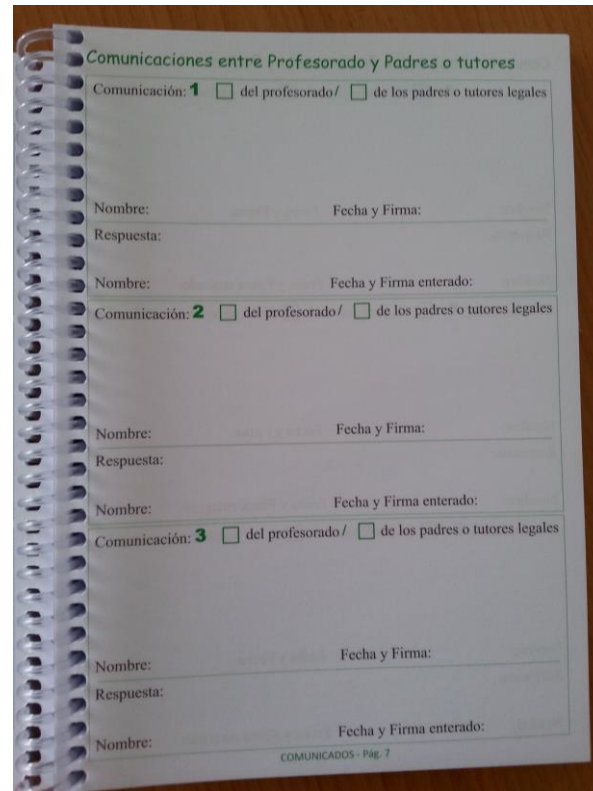 Comunicaciones entre Profesorado y Padres o tutores
Comunicación: 1 del profesorado/ de los padres o tutores legales
Nombre: Fecha y Firma:
Respuesta:
Nombre: Fecha y Firma enterado:
Comunicación: 2 del profesorado/ de los padres o tutores legales
Nombre: Fecha y Firma:
Respuesta:
Nombre: Fecha y Firma enterado:
Comunicación: 3 del profesorado/ de los padres o tutores legales
Nombre: Fecha y Firma:
Respuesta:
Nombre: Fecha y Firma enterado:
COMUNICADOS - Pág. 7